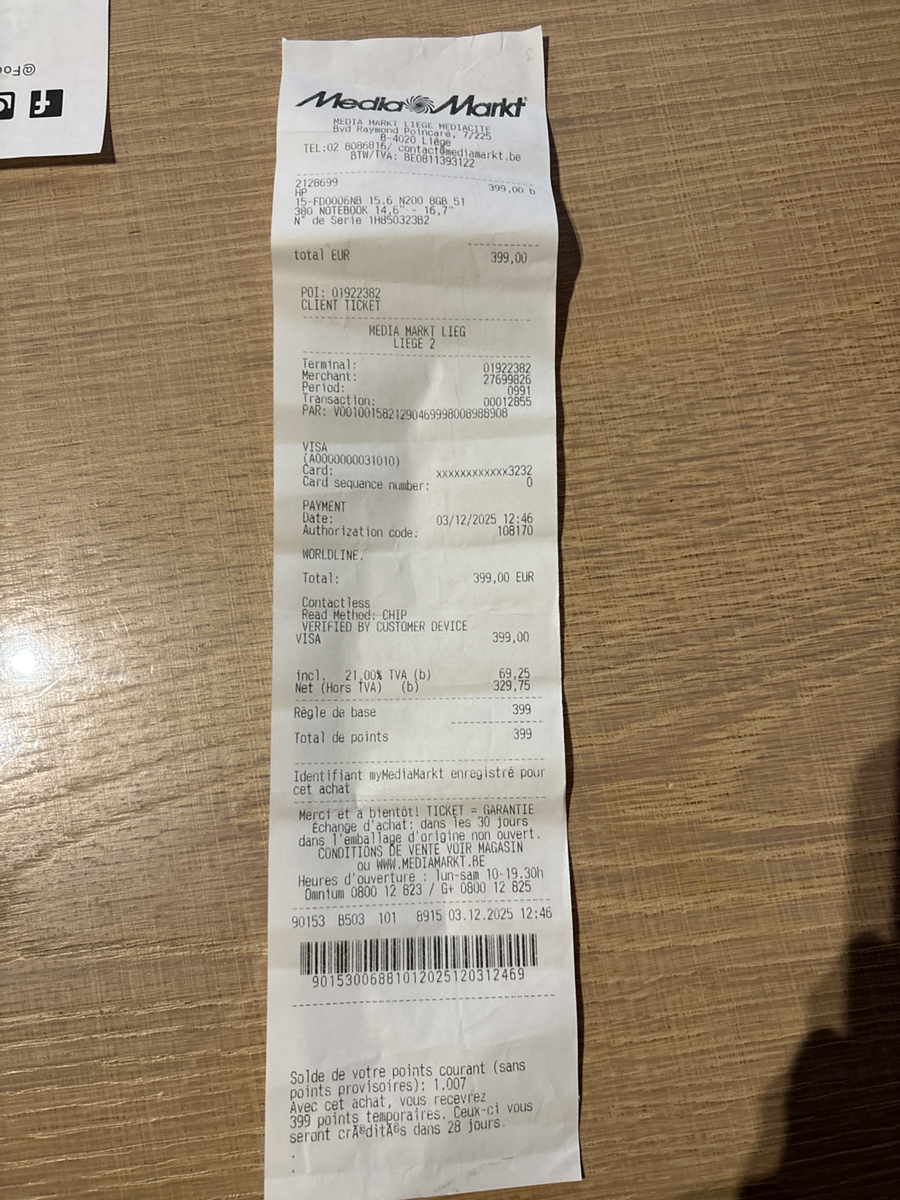 @Foo
Media Markt
MEDIA MARKT LIEGE MEDIACITE
Bvd Raymond Poincaré, 7/225
B-4020 Liège
TEL:02 8086816/ contact@mediamarkt.be
BTW/TVA: BE0811393122
2128699 399,00 b
HP
15-FD0006NB 15.6 N200 8GB 51
380 NOTEBOOK 14,6" - 16,7"
N° de Serie 1H850323B2
total EUR 399,00
POI: 01922382
CLIENT TICKET
MEDIA MARKT LIEG
LIEGE 2
Terminal: 01922382
Merchant: 27699826
Period: 0991
Transaction: 00012855
PAR: V0010015821290469998008988908
VISA
(A0000000031010)
Card: xxxxxxxxxxxx3232
Card sequence number: 0
PAYMENT
Date: 03/12/2025 12:46
Authorization code: 108170
WORLDLINE.
Total: 399,00 EUR
Contactless
Read Method: CHIP
VERIFIED BY CUSTOMER DEVICE
VISA 399,00
incl. 21,00% TVA (b) 69,25
Net (Hors TVA) (b) 329,75
Règle de base 399
Total de points 399
Identifiant myMediaMarkt enregistré pour
cet achat
Merci et à bientôt! TICKET = GARANTIE
Échange d'achat: dans les 30 jours
dans l'emballage d'origine non ouvert.
CONDITIONS DE VENTE VOIR MAGASIN
ou WWW.MEDIAMARKT.BE
Heures d'ouverture : lun-sam 10-19.30h
Omnium 0800 12 823 / G+ 0800 12 825
90153 B503 101 8915 03.12.2025 12:46
9015300688101202512031246​9
Solde de votre points courant (sans
points provisoires): 1.007
Avec cet achat, vous recevrez
399 points temporaires. Ceux-ci vous
seront crÃ©ditÃ©s dans 28 jours.
.
.